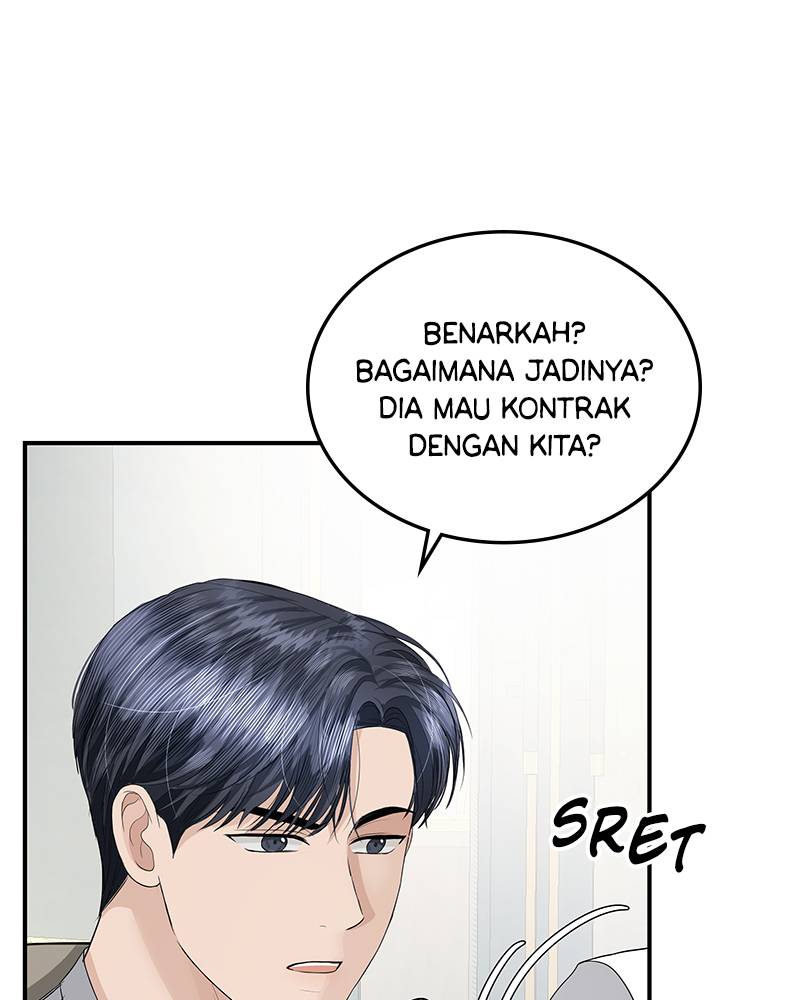 BENARKAH?
BAGAIMANA JADINYA?
DIA MAU KONTRAK
DENGAN KITA?
SRET